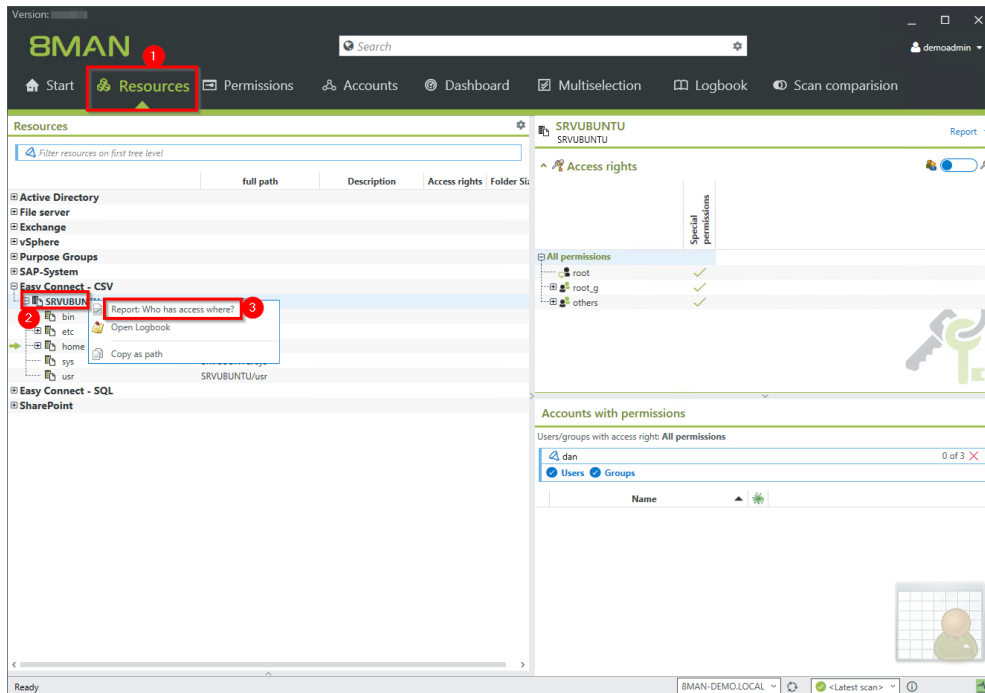 Version:
8MAN
1
Search
demoadmin
Start
Resources
Permissions
Accounts
Dashboard
Multiselection
Logbook
Scan comparision
Resources
Filter resources on first tree level
full path
Description
Access rights
Folder Siz
Active Directory
File server
Exchange
vSphere
Purpose Groups
SAP-System
Easy Connect - CSV
SRVUBUN
2
Report: Who has access where?
3
bin
Open Logbook
etc
home
Copy as path
sys
usr
SRVUBUNTU/usr
Easy Connect - SQL
SharePoint
SRVUBUNTU
SRVUBUNTU
Report
Access rights
Special
permissions
All permissions
root
root_g
others
Accounts with permissions
Users/groups with access right: All permissions
dan
0 of 3
Users
Groups
Name
Ready
8MAN-DEMO.LOCAL
<Latest scan>